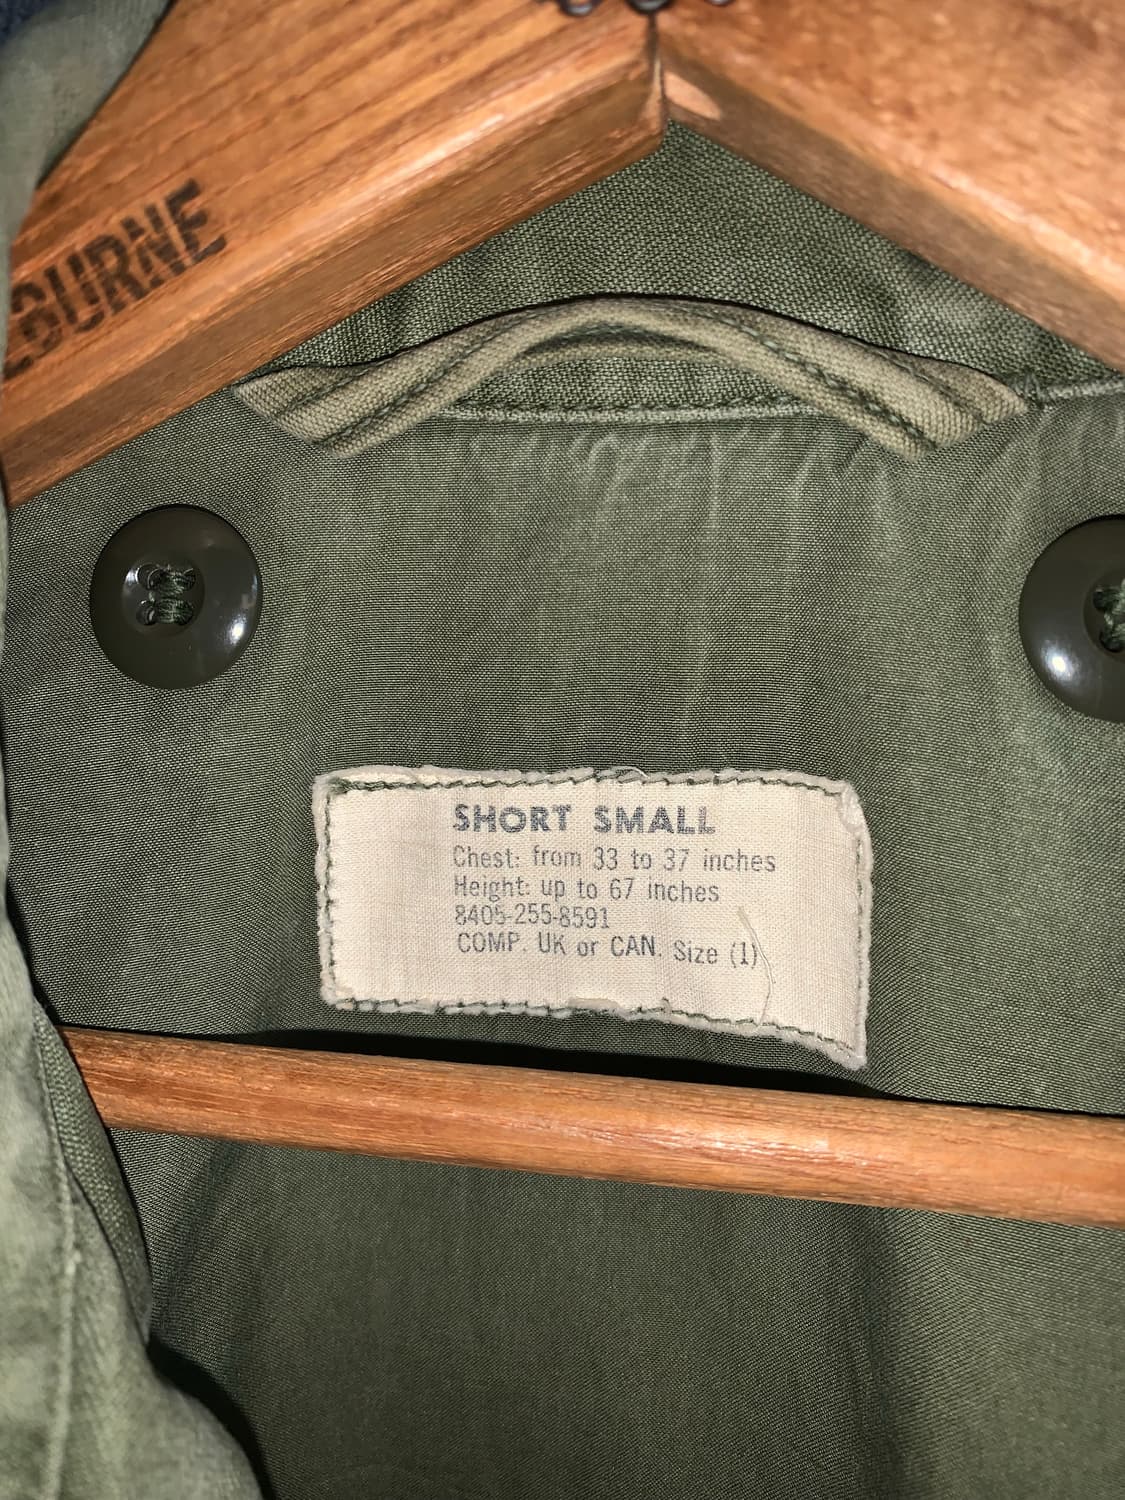 SHORT SMALL
Chest: from 33 to 37 inches
Height: up to 67 inches
8405-255-8591
COMP. UK or CAN. Size (1)